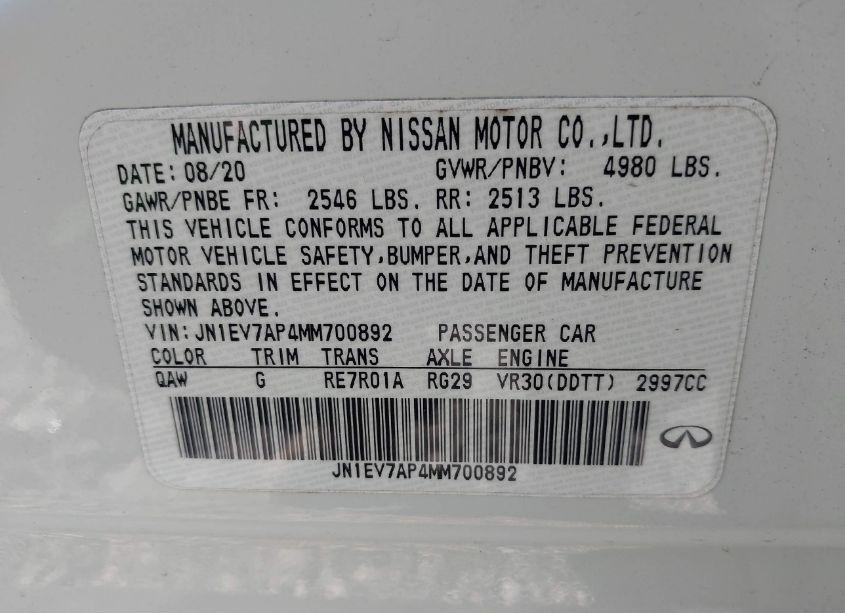 MANUFACTURED BY NISSAN MOTOR CO.,LTD.
DATE: 08/20 GVWR/PNBV: 4980 LBS.
GAWR/PNBE FR: 2546 LBS. RR: 2513 LBS.
THIS VEHICLE CONFORMS TO ALL APPLICABLE FEDERAL
MOTOR VEHICLE SAFETY,BUMPER,AND THEFT PREVENTION
STANDARDS IN EFFECT ON THE DATE OF MANUFACTURE
SHOWN ABOVE.
VIN: JN1EV7AP4MM700892 PASSENGER CAR
COLOR TRIM TRANS AXLE ENGINE
QAW G RE7R01A RG29 VR30(DDTT) 2997CC
JN1EV7AP4MM700892